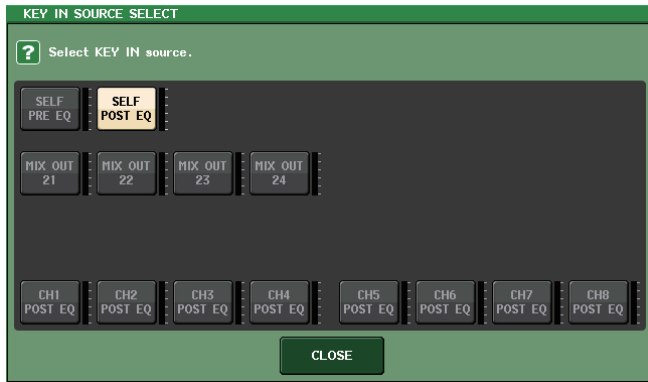 KEY IN SOURCE SELECT
? Select KEY IN source.
SELF PRE EQ
SELF POST EQ
MIX OUT 21
MIX OUT 22
MIX OUT 23
MIX OUT 24
CH1 POST EQ
CH2 POST EQ
CH3 POST EQ
CH4 POST EQ
CH5 POST EQ
CH6 POST EQ
CH7 POST EQ
CH8 POST EQ
CLOSE